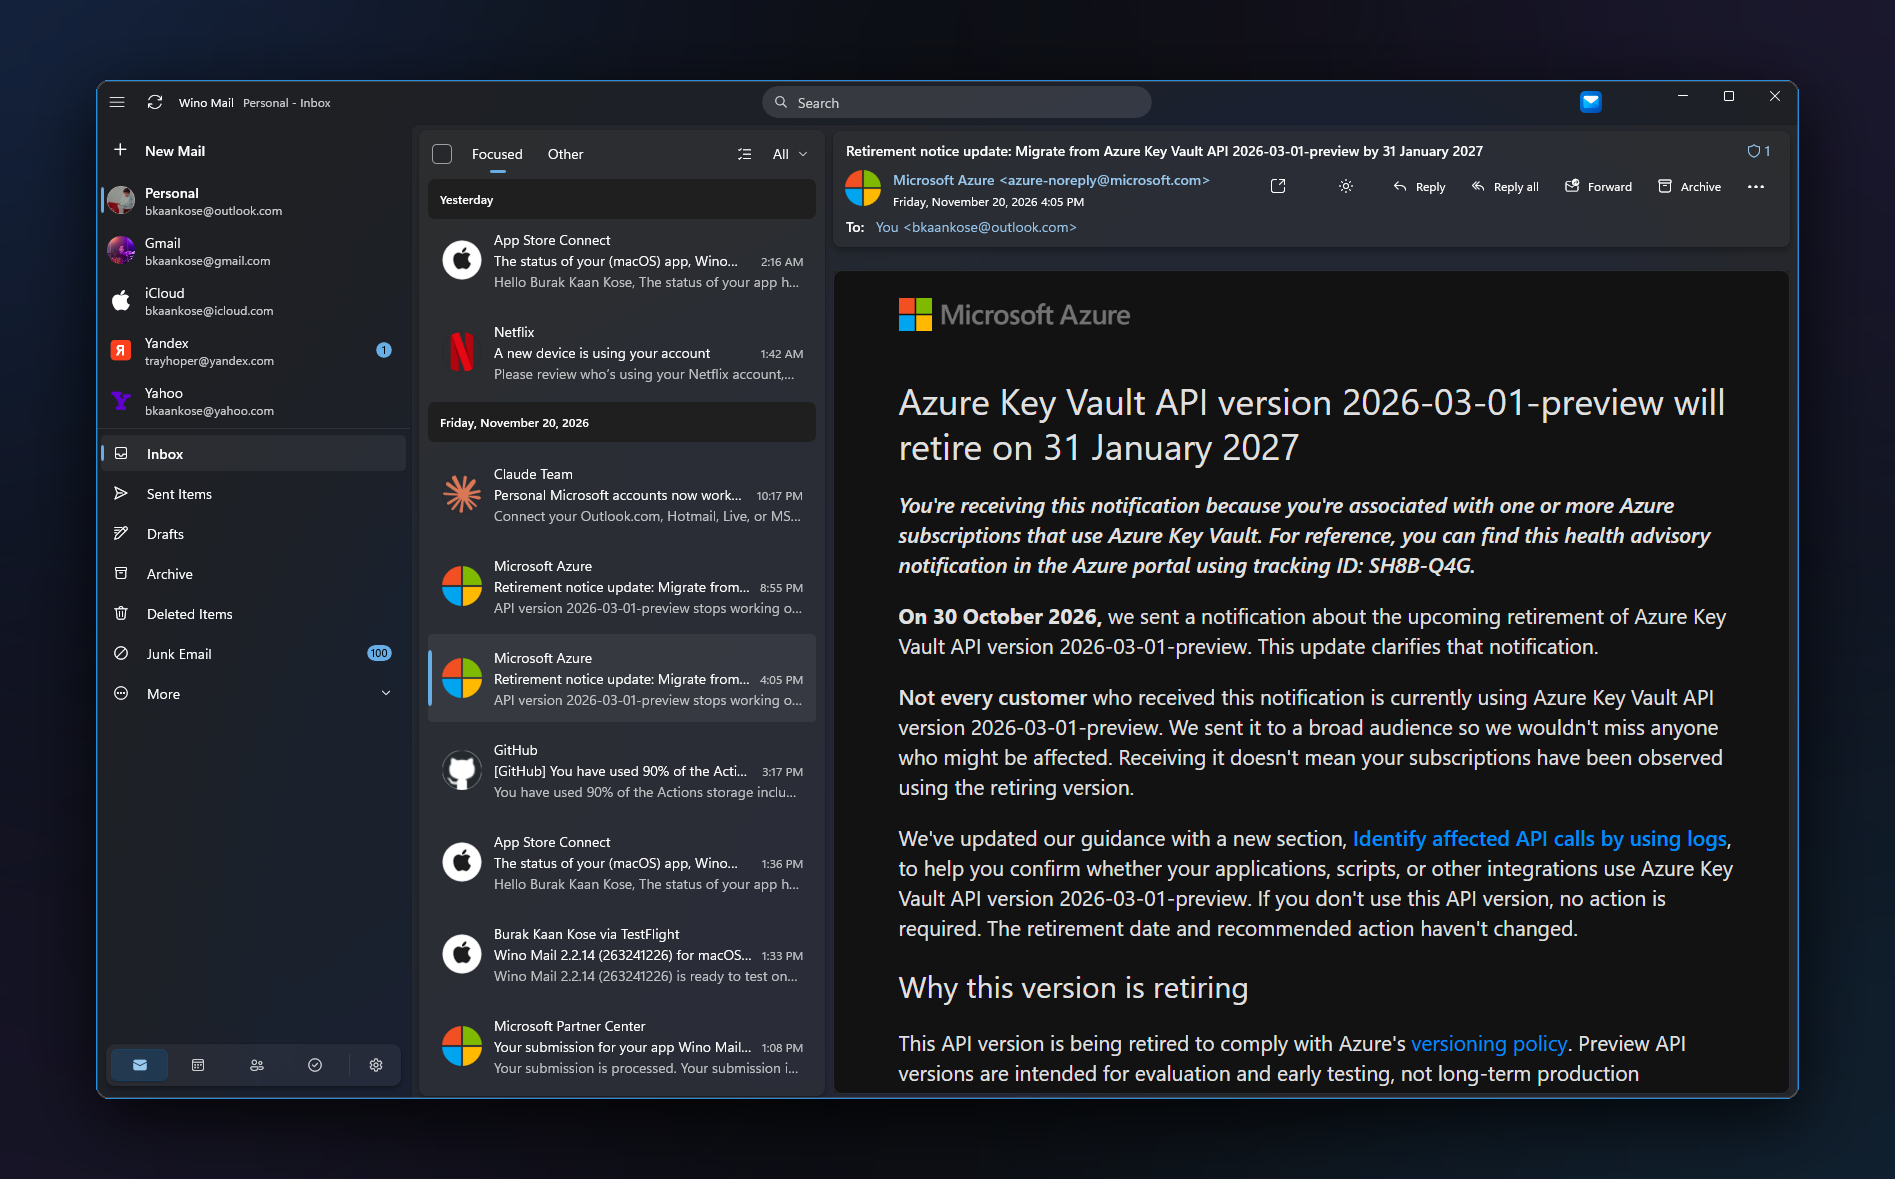 Wino Mail Personal - Inbox
Search
New Mail
Personal
bkaankose@outlook.com
Gmail
bkaankose@gmail.com
iCloud
bkaankose@icloud.com
Я
Yandex
trayhoper@yandex.com
1
Yahoo
bkaankose@yahoo.com
Inbox
Sent Items
Drafts
Archive
Deleted Items
Junk Email
100
More
Focused
Other
All
Yesterday
App Store Connect
The status of your (macOS) app, Wino... 2:16 AM
Hello Burak Kaan Kose, The status of your app h...
Netflix
A new device is using your account 1:42 AM
Please review who's using your Netflix account,...
Friday, November 20, 2026
Claude Team
Personal Microsoft accounts now work... 10:17 PM
Connect your Outlook.com, Hotmail, Live, or MS...
Microsoft Azure
Retirement notice update: Migrate from... 8:55 PM
API version 2026-03-01-preview stops working o...
Microsoft Azure
Retirement notice update: Migrate from... 4:05 PM
API version 2026-03-01-preview stops working o...
GitHub
[GitHub] You have used 90% of the Acti... 3:17 PM
You have used 90% of the Actions storage inclu...
App Store Connect
The status of your (macOS) app, Wino... 1:36 PM
Hello Burak Kaan Kose, The status of your app h...
Burak Kaan Kose via TestFlight
Wino Mail 2.2.14 (263241226) for macOS... 1:33 PM
Wino Mail 2.2.14 (263241226) is ready to test on...
Microsoft Partner Center
Your submission for your app Wino Mail... 1:08 PM
Your submission is processed. Your submission i...
Retirement notice update: Migrate from Azure Key Vault API 2026-03-01-preview by 31 January 2027
1
Microsoft Azure <azure-noreply@microsoft.com>
Friday, November 20, 2026 4:05 PM
Reply
Reply all
Forward
Archive
To: You <bkaankose@outlook.com>
Microsoft Azure
Azure Key Vault API version 2026-03-01-preview will
retire on 31 January 2027
You're receiving this notification because you're associated with one or more Azure
subscriptions that use Azure Key Vault. For reference, you can find this health advisory
notification in the Azure portal using tracking ID: SH8B-Q4G.
On 30 October 2026, we sent a notification about the upcoming retirement of Azure Key
Vault API version 2026-03-01-preview. This update clarifies that notification.
Not every customer who received this notification is currently using Azure Key Vault API
version 2026-03-01-preview. We sent it to a broad audience so we wouldn't miss anyone
who might be affected. Receiving it doesn't mean your subscriptions have been observed
using the retiring version.
We've updated our guidance with a new section, Identify affected API calls by using logs,
to help you confirm whether your applications, scripts, or other integrations use Azure Key
Vault API version 2026-03-01-preview. If you don't use this API version, no action is
required. The retirement date and recommended action haven't changed.
Why this version is retiring
This API version is being retired to comply with Azure's versioning policy. Preview API
versions are intended for evaluation and early testing, not long-term production